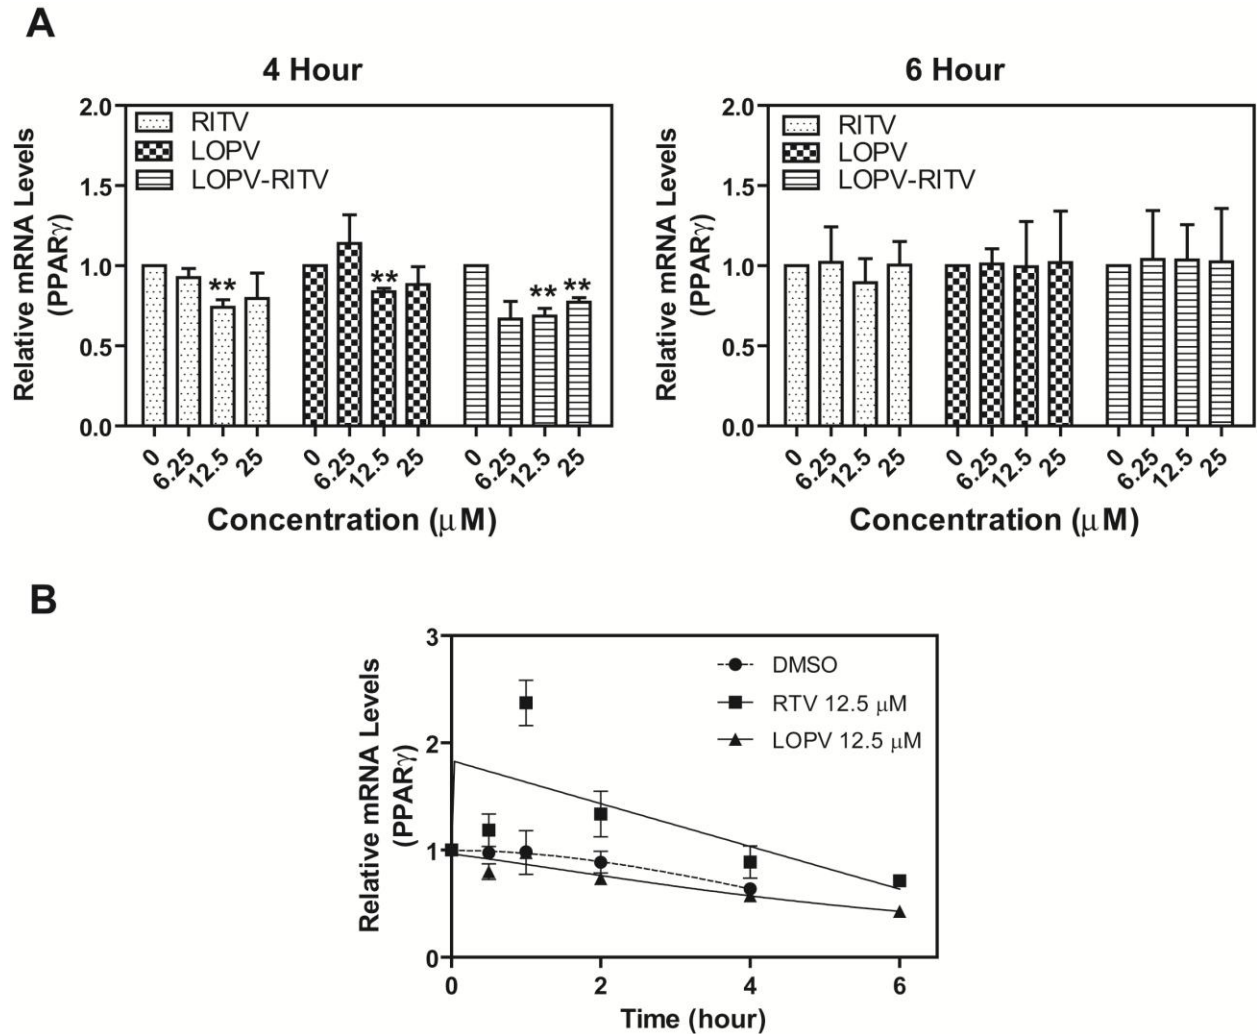 A
4 Hour
2.0
1.5
1.0
0.5
0.0
Relative mRNA Levels
(PPARγ)
RITV
LOPV
LOPV-RITV
**
**
**
**
0
6.25
12.5
25
0
6.25
12.5
25
0
6.25
12.5
25
Concentration (μM)
6 Hour
2.0
1.5
1.0
0.5
0.0
Relative mRNA Levels
(PPARγ)
RITV
LOPV
LOPV-RITV
0
6.25
12.5
25
0
6.25
12.5
25
0
6.25
12.5
25
Concentration (μM)
B
3
2
1
0
Relative mRNA Levels
(PPARγ)
DMSO
RTV 12.5 μM
LOPV 12.5 μM
0
2
4
6
Time (hour)